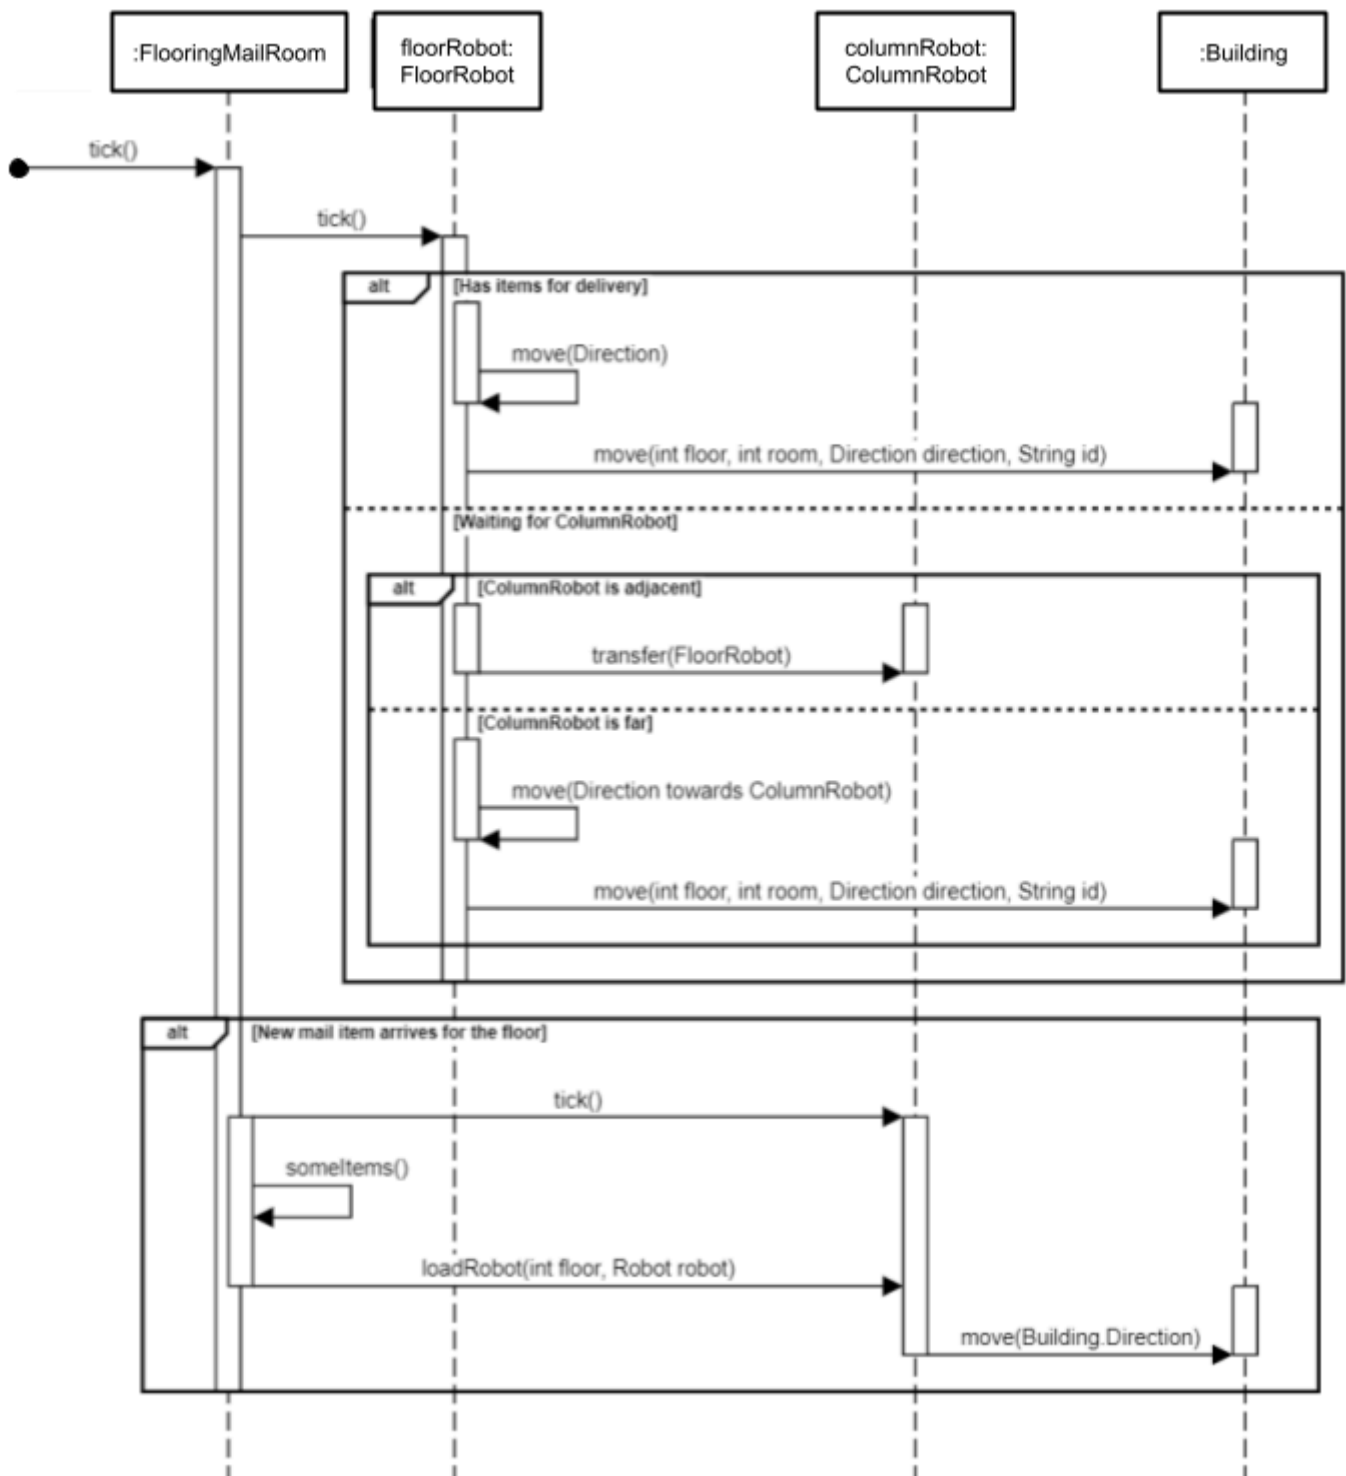 :FlooringMailRoom
floorRobot:
FloorRobot
columnRobot:
ColumnRobot
:Building
tick()
tick()
alt
[Has items for delivery]
move(Direction)
move(int floor, int room, Direction direction, String id)
[Waiting for ColumnRobot]
alt
[ColumnRobot is adjacent]
transfer(FloorRobot)
[ColumnRobot is far]
move(Direction towards ColumnRobot)
move(int floor, int room, Direction direction, String id)
alt
[New mail item arrives for the floor]
tick()
someItems()
loadRobot(int floor, Robot robot)
move(Building.Direction)